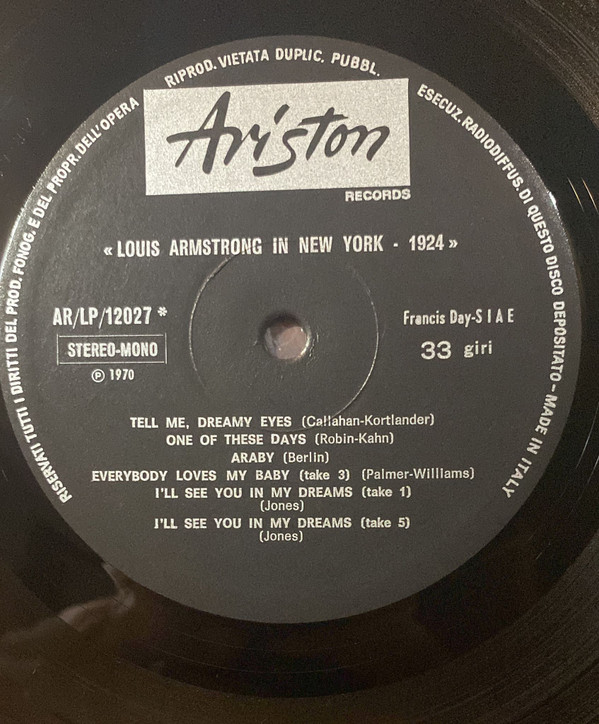 RISERVATI TUTTI I DIRITTI DEL PROD. FONOG. E DEL PROPR. DELL'OPERA RIPROD. VIETATA DUPLIC. PUBBL. ESECUZ. RADIODIFFUS. DI QUESTO DISCO DEPOSITATO - MADE IN ITALY
Ariston
RECORDS
« LOUIS ARMSTRONG IN NEW YORK - 1924 »
AR/LP/12027 *
STEREO-MONO
℗ 1970
Francis Day-S I A E
33 giri
TELL ME, DREAMY EYES (Callahan-Kortlander)
ONE OF THESE DAYS (Robin-Kahn)
ARABY (Berlin)
EVERYBODY LOVES MY BABY (take 3) (Palmer-Williams)
I'LL SEE YOU IN MY DREAMS (take 1)
(Jones)
I'LL SEE YOU IN MY DREAMS (take 5)
(Jones)